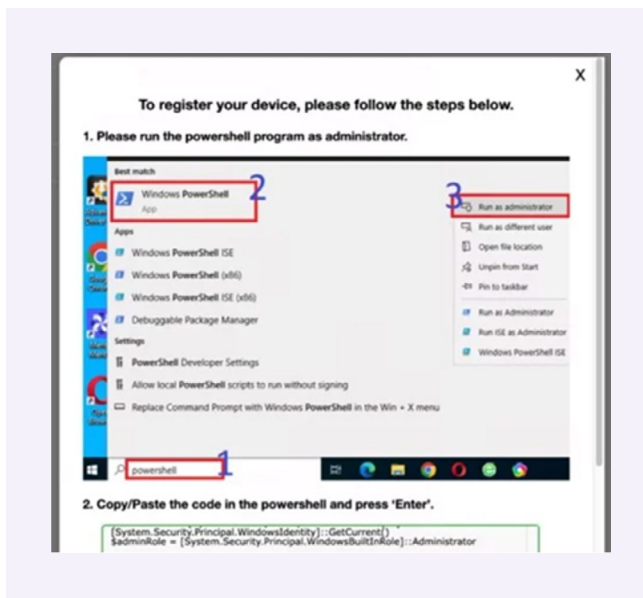 X
To register your device, please follow the steps below.
1. Please run the powershell program as administrator.
Best match
Windows PowerShell
App
2
Apps
Windows PowerShell ISE
Windows PowerShell (x86)
Windows PowerShell ISE (x86)
Debuggable Package Manager
Settings
PowerShell Developer Settings
Allow local PowerShell scripts to run without signing
Replace Command Prompt with Windows PowerShell in the Win + X menu
3
Run as administrator
Run as different user
Open file location
Unpin from Start
Pin to taskbar
Run as Administrator
Run ISE as Administrator
Windows PowerShell ISE
powershell
1
2. Copy/Paste the code in the powershell and press 'Enter'.
[System.Security.Principal.WindowsIdentity]::GetCurrent()
$adminRole = [System.Security.Principal.WindowsBuiltInRole]::Administrator